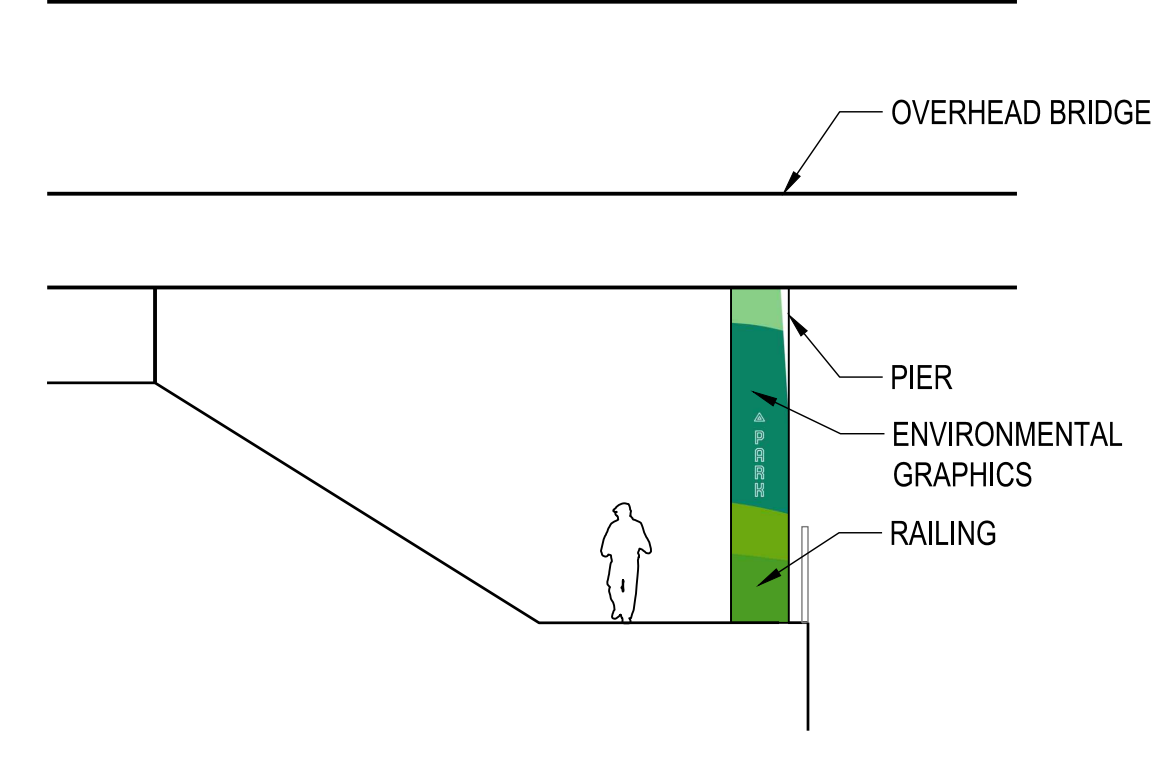 OVERHEAD BRIDGE
PIER
ENVIRONMENTAL
GRAPHICS
PARK
RAILING